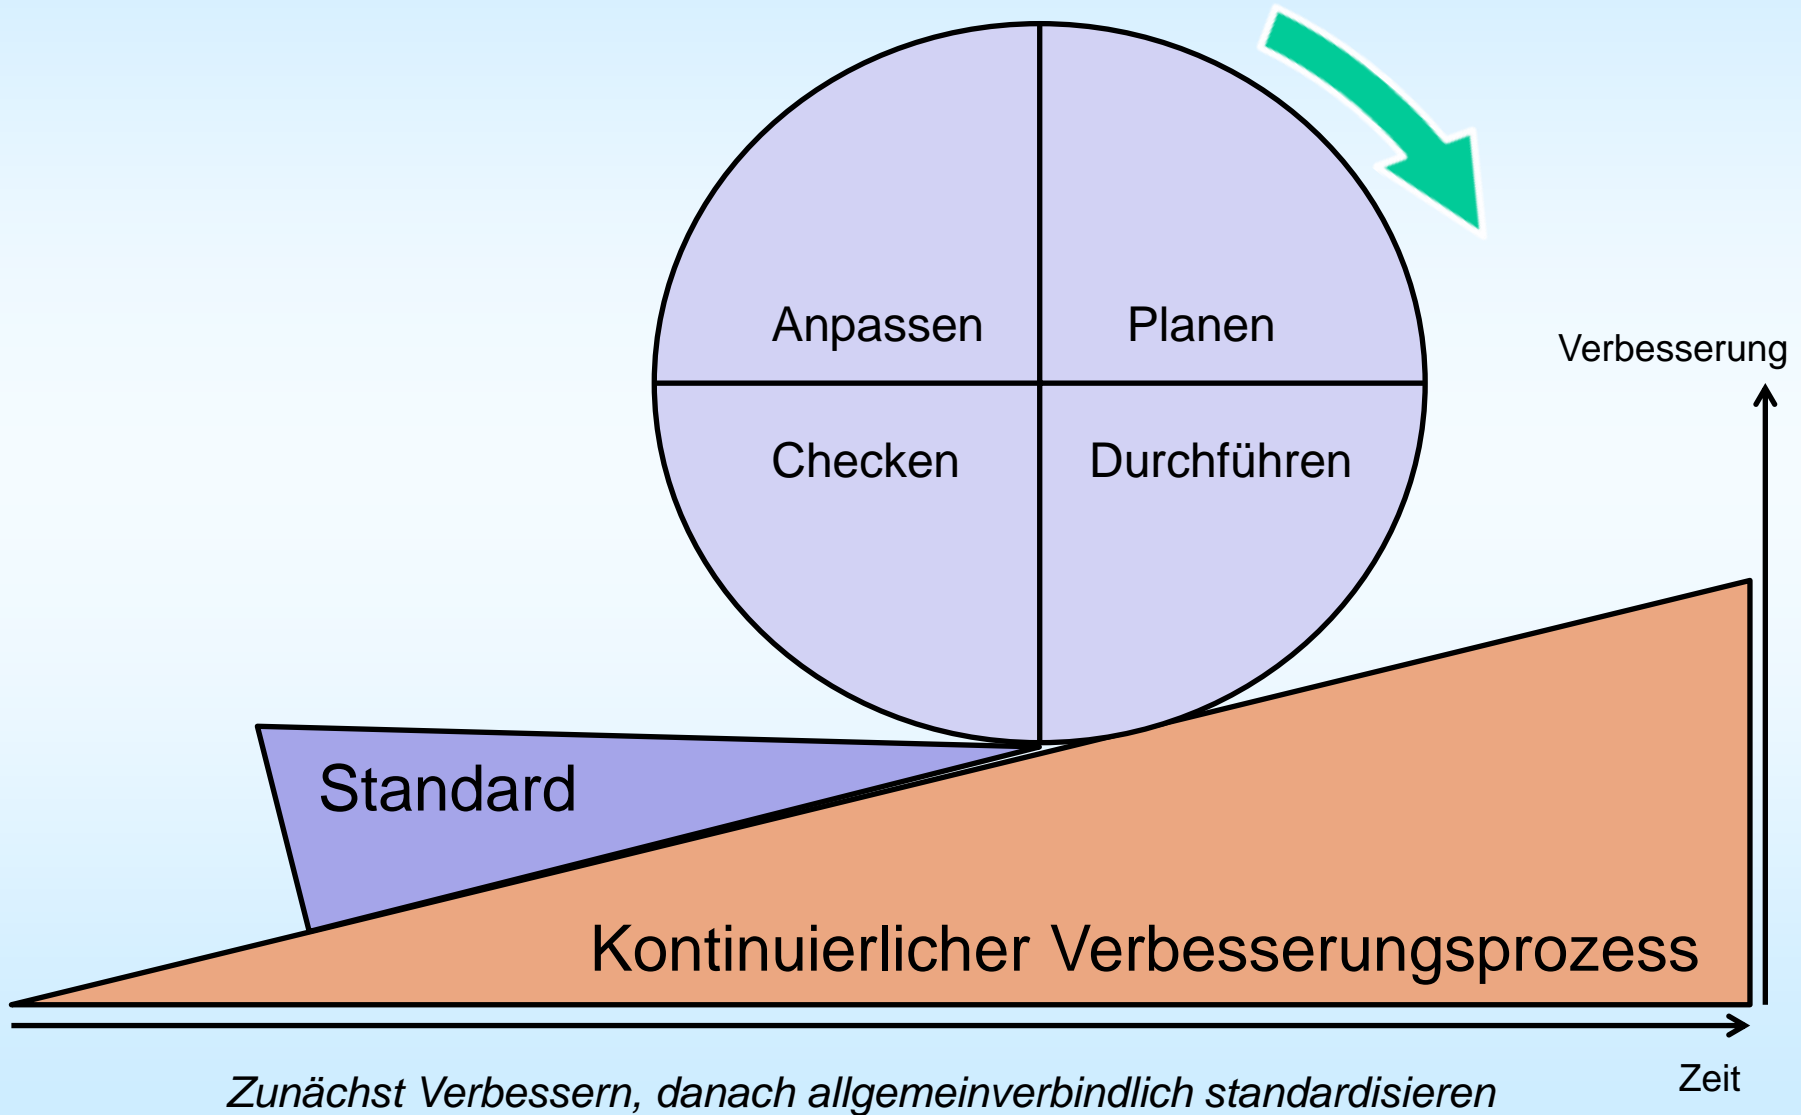 Anpassen
Planen
Verbesserung
Checken
Durchführen
Standard
Kontinuierlicher Verbesserungsprozess
Zeit
Zunächst Verbessern, danach allgemeinverbindlich standardisieren